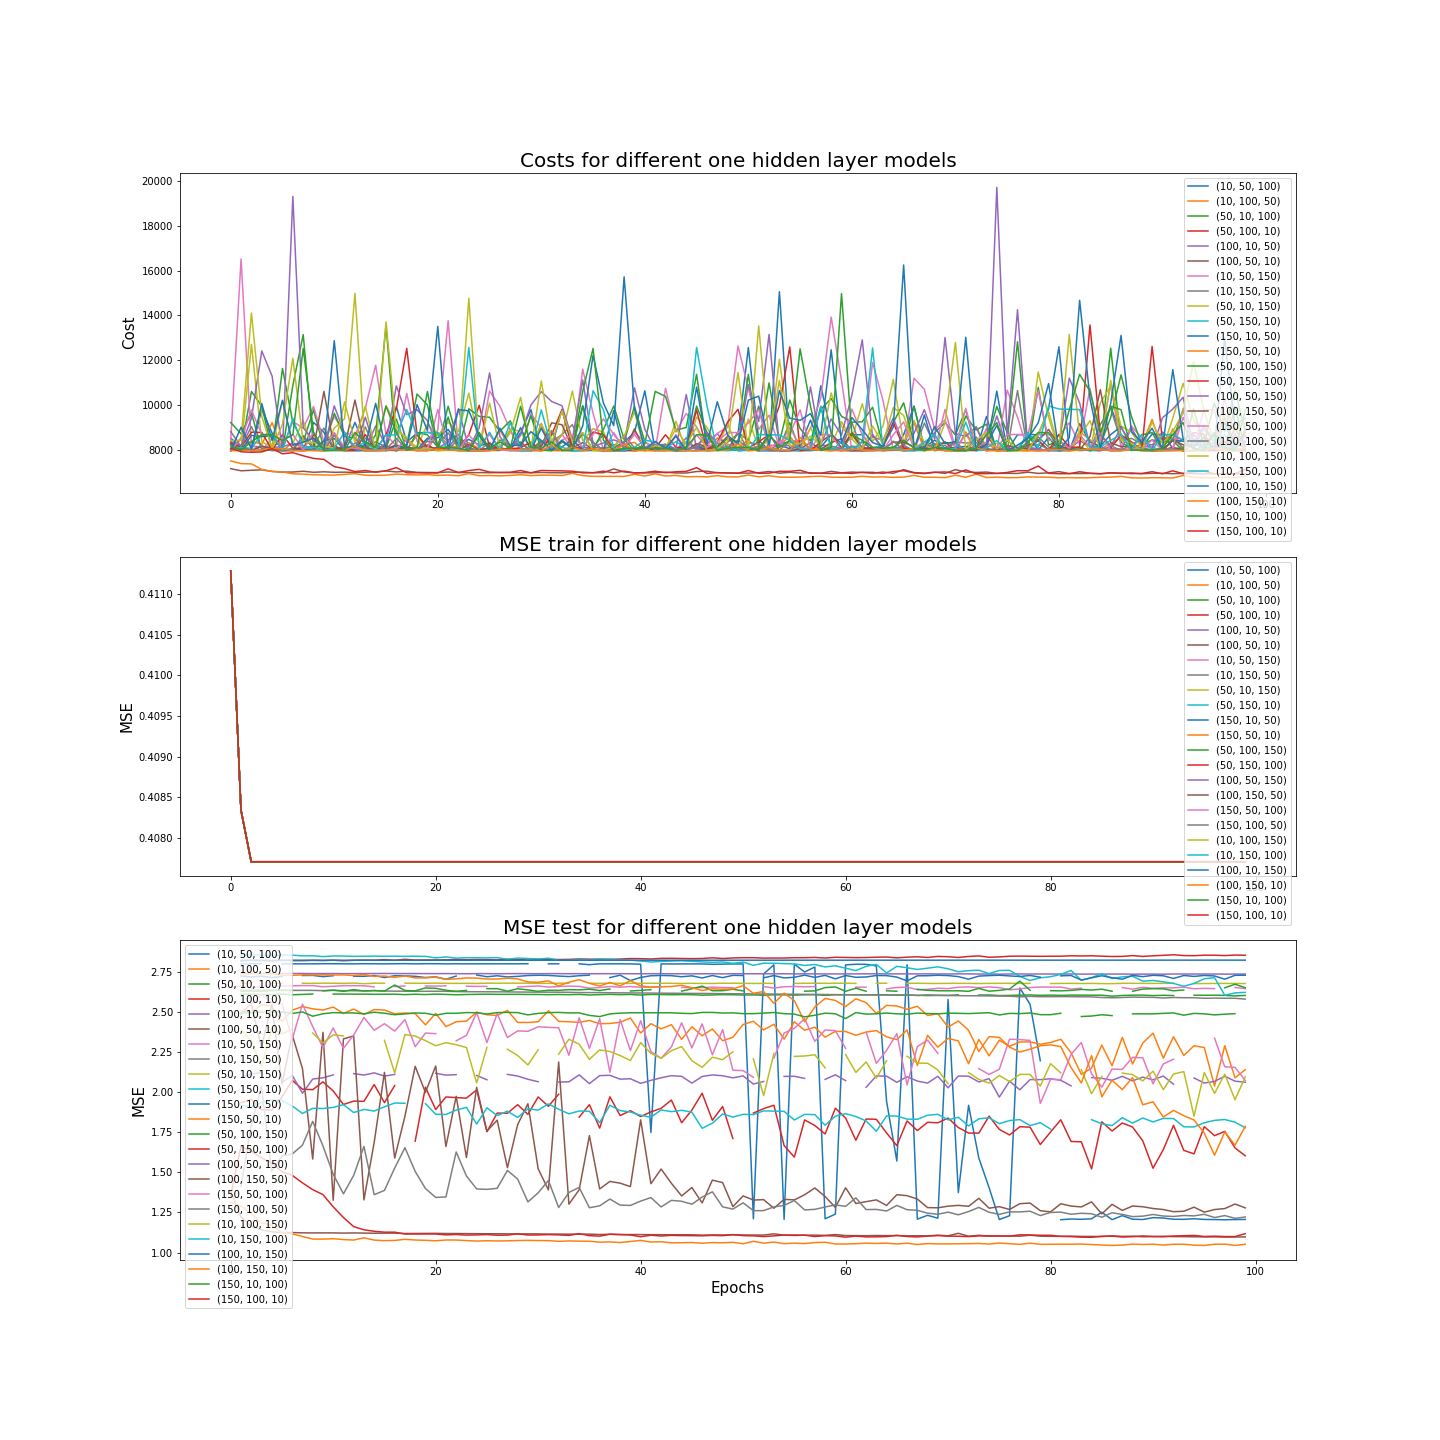 Costs for different one hidden layer models
20000
18000
16000
14000
12000
10000
8000
Cost
0
20
40
60
80
(10, 50, 100)
(10, 100, 50)
(50, 10, 100)
(50, 100, 10)
(100, 10, 50)
(100, 50, 10)
(10, 50, 150)
(10, 150, 50)
(50, 10, 150)
(50, 150, 10)
(150, 10, 50)
(150, 50, 10)
(50, 100, 150)
(50, 150, 100)
(100, 50, 150)
(100, 150, 50)
(150, 50, 100)
(150, 100, 50)
(10, 100, 150)
(10, 150, 100)
(100, 10, 150)
(100, 150, 10)
(150, 10, 100)
(150, 100, 10)
MSE train for different one hidden layer models
0.4110
0.4105
0.4100
0.4095
0.4090
0.4085
0.4080
MSE
0
20
40
60
80
(10, 50, 100)
(10, 100, 50)
(50, 10, 100)
(50, 100, 10)
(100, 10, 50)
(100, 50, 10)
(10, 50, 150)
(10, 150, 50)
(50, 10, 150)
(50, 150, 10)
(150, 10, 50)
(150, 50, 10)
(50, 100, 150)
(50, 150, 100)
(100, 50, 150)
(100, 150, 50)
(150, 50, 100)
(150, 100, 50)
(10, 100, 150)
(10, 150, 100)
(100, 10, 150)
(100, 150, 10)
(150, 10, 100)
(150, 100, 10)
MSE test for different one hidden layer models
2.75
2.50
2.25
2.00
1.75
1.50
1.25
1.00
MSE
(10, 50, 100)
(10, 100, 50)
(50, 10, 100)
(50, 100, 10)
(100, 10, 50)
(100, 50, 10)
(10, 50, 150)
(10, 150, 50)
(50, 10, 150)
(50, 150, 10)
(150, 10, 50)
(150, 50, 10)
(50, 100, 150)
(50, 150, 100)
(100, 50, 150)
(100, 150, 50)
(150, 50, 100)
(150, 100, 50)
(10, 100, 150)
(10, 150, 100)
(100, 10, 150)
(100, 150, 10)
(150, 10, 100)
(150, 100, 10)
20
40
60
80
100
Epochs